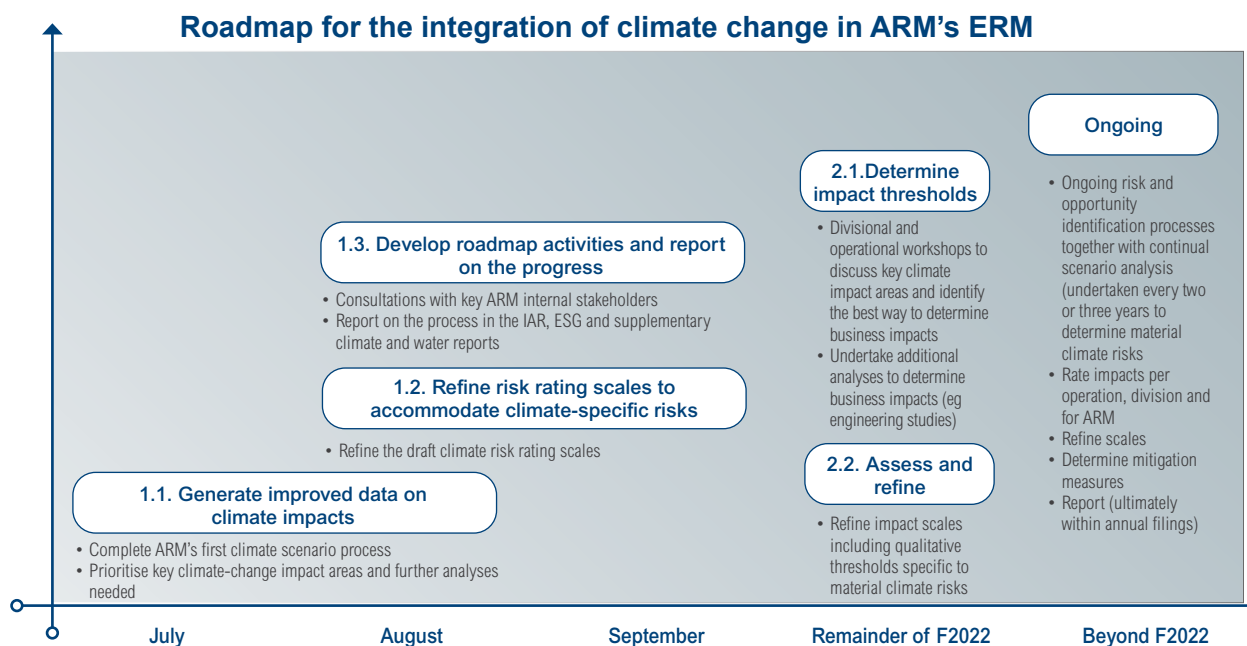 Roadmap for the integration of climate change in ARM’s ERM
1.1. Generate improved data on
climate impacts
• Complete ARM’s first climate scenario process
• Prioritise key climate-change impact areas and further analyses
needed
1.2. Refine risk rating scales to
accommodate climate-specific risks
• Refine the draft climate risk rating scales
1.3. Develop roadmap activities and report
on the progress
• Consultations with key ARM internal stakeholders
• Report on the process in the IAR, ESG and supplementary
climate and water reports
2.1.Determine
impact thresholds
• Divisional and
operational workshops to
discuss key climate
impact areas and identify
the best way to determine
business impacts
• Undertake additional
analyses to determine
business impacts (eg
engineering studies)
2.2. Assess and
refine
• Refine impact scales
including qualitative
thresholds specific to
material climate risks
Ongoing
• Ongoing risk and
opportunity
identification processes
together with continual
scenario analysis
(undertaken every two
or three years to
determine material
climate risks
• Rate impacts per
operation, division and
for ARM
• Refine scales
• Determine mitigation
measures
• Report (ultimately
within annual filings)
July
August
September
Remainder of F2022
Beyond F2022